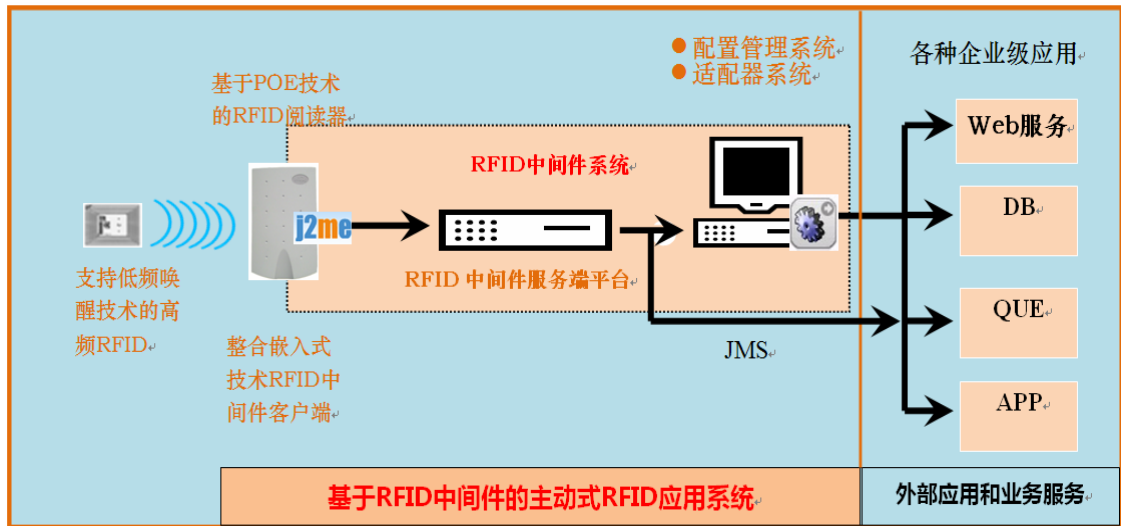 配置管理系统
适配器系统
各种企业级应用
基于POE技术
的RFID阅读器
RFID中间件系统
Web服务
DB
j2me
RFID 中间件服务端平台
支持低频唤
醒技术的高
频RFID
整合嵌入式
技术RFID中
间件客户端
JMS
QUE
APP
基于RFID中间件的主动式RFID应用系统
外部应用和业务服务